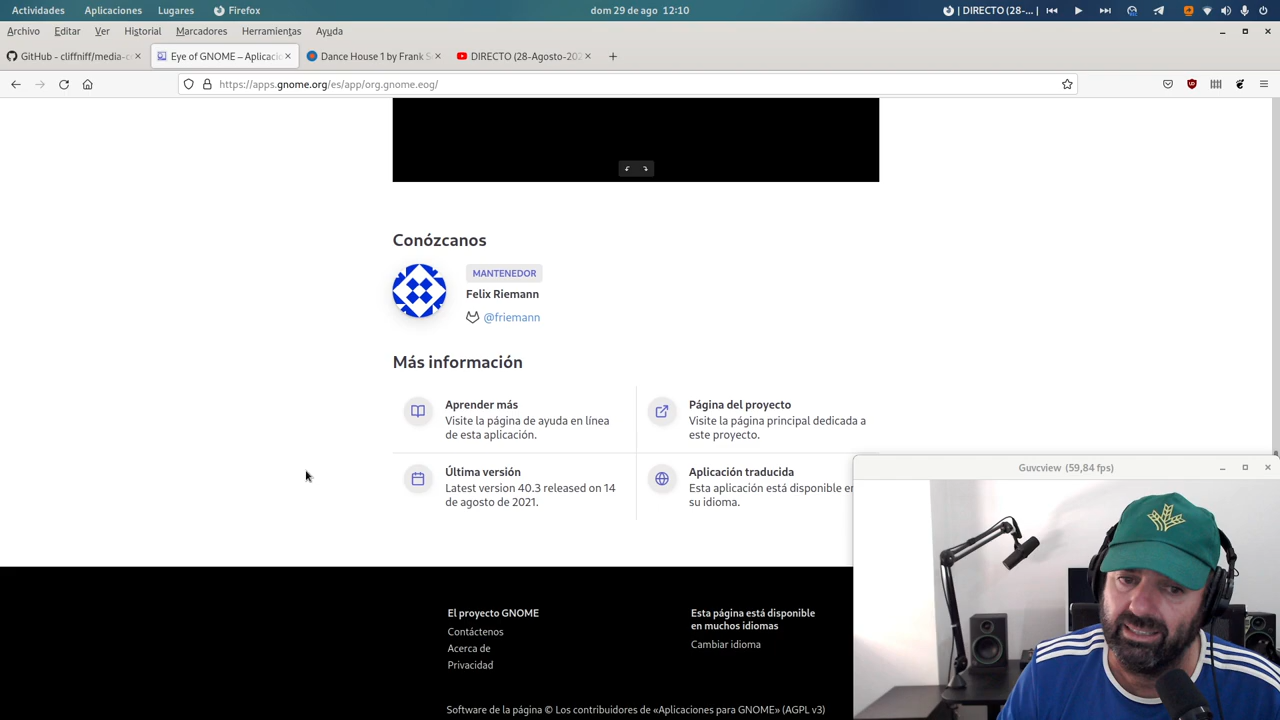 Actividades Aplicaciones Lugares Firefox dom 29 de ago 12:10 | DIRECTO (28-...
Archivo Editar Ver Historial Marcadores Herramientas Ayuda
GitHub - cliffniff/media-c Eye of GNOME – Aplicaci Dance House 1 by Frank S DIRECTO (28-Agosto-202
https://apps.gnome.org/es/app/org.gnome.eog/
Conózcanos
MANTENEDOR
Felix Riemann
@friemann
Más información
Aprender más
Visite la página de ayuda en línea
de esta aplicación.
Página del proyecto
Visite la página principal dedicada a
este proyecto.
Última versión
Latest version 40.3 released on 14
de agosto de 2021.
Aplicación traducida
Esta aplicación está disponible en
su idioma.
Guvcview (59,84 fps)
El proyecto GNOME
Contáctenos
Acerca de
Privacidad
Esta página está disponible
en muchos idiomas
Cambiar idioma
Software de la página © Los contribuidores de «Aplicaciones para GNOME» (AGPL v3)